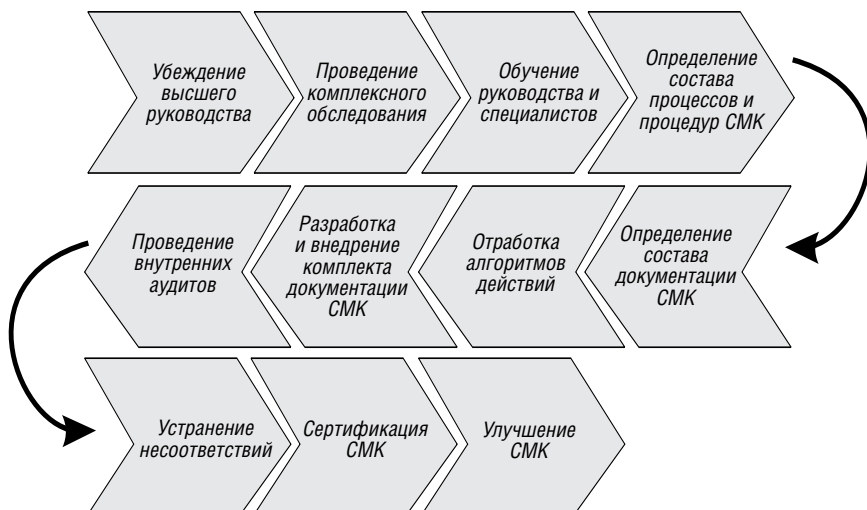 Убеждение
высшего
руководства
Проведение
комплексного
обследования
Обучение
руководства и
специалистов
Определение
состава
процессов и
процедур СМК
Определение
состава
документации
СМК
Отработка
алгоритмов
действий
Разработка
и внедрение
комплекта
документации
СМК
Проведение
внутренних
аудитов
Устранение
несоответствий
Сертификация
СМК
Улучшение
СМК